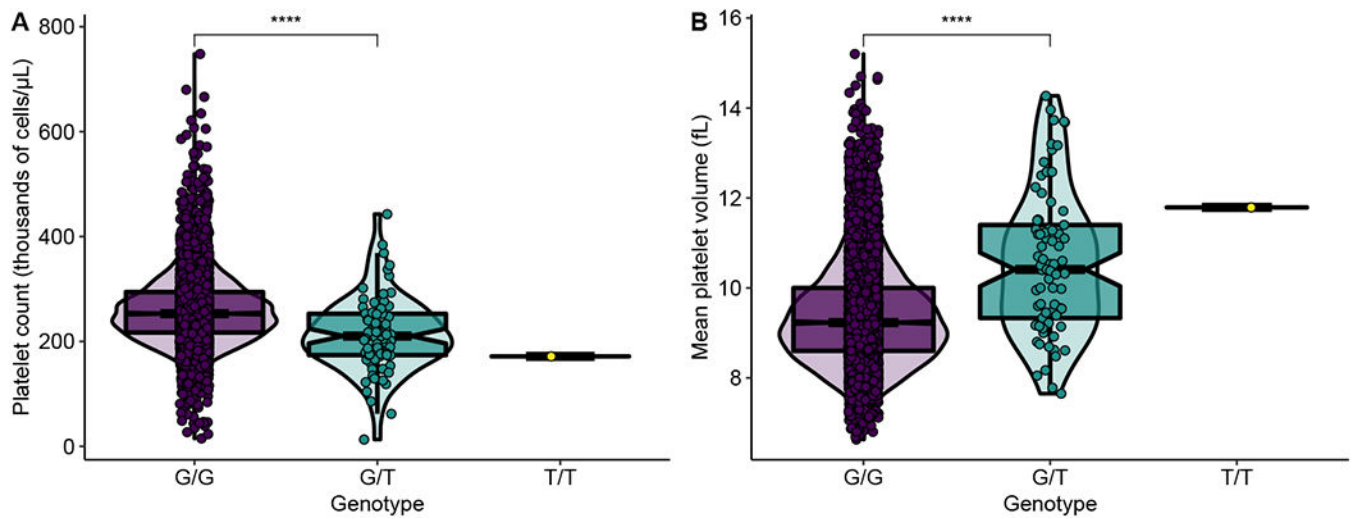 A
Platelet count (thousands of cells/μL)
800
600
400
200
0
****
G/G
G/T
T/T
Genotype
B
Mean platelet volume (fL)
16
14
12
10
8
****
G/G
G/T
T/T
Genotype